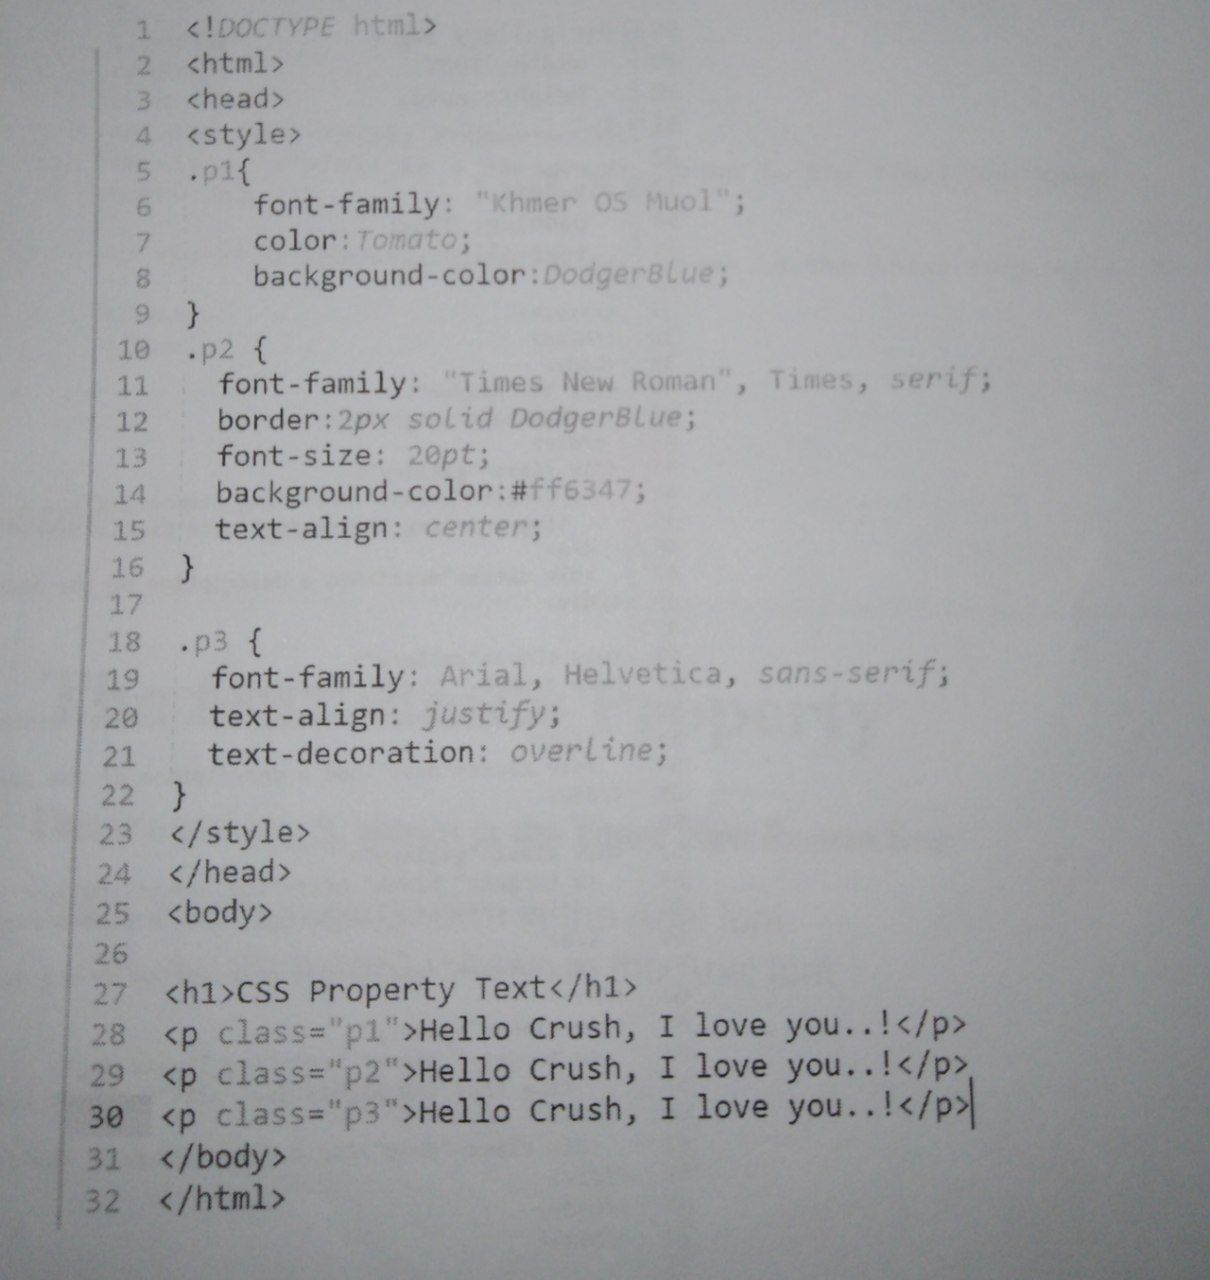 1 <!DOCTYPE html>
2 <html>
3 <head>
4 <style>
5 .p1{
6 font-family: "Khmer OS Muol";
7 color:Tomato;
8 background-color:DodgerBlue;
9 }
10 .p2 {
11 font-family: "Times New Roman", Times, serif;
12 border:2px solid DodgerBlue;
13 font-size: 20pt;
14 background-color:#ff6347;
15 text-align: center;
16 }
17
18 .p3 {
19 font-family: Arial, Helvetica, sans-serif;
20 text-align: justify;
21 text-decoration: overline;
22 }
23 </style>
24 </head>
25 <body>
26
27 <h1>CSS Property Text</h1>
28 <p class="p1">Hello Crush, I love you..!</p>
29 <p class="p2">Hello Crush, I love you..!</p>
30 <p class="p3">Hello Crush, I love you..!</p>
31 </body>
32 </html>